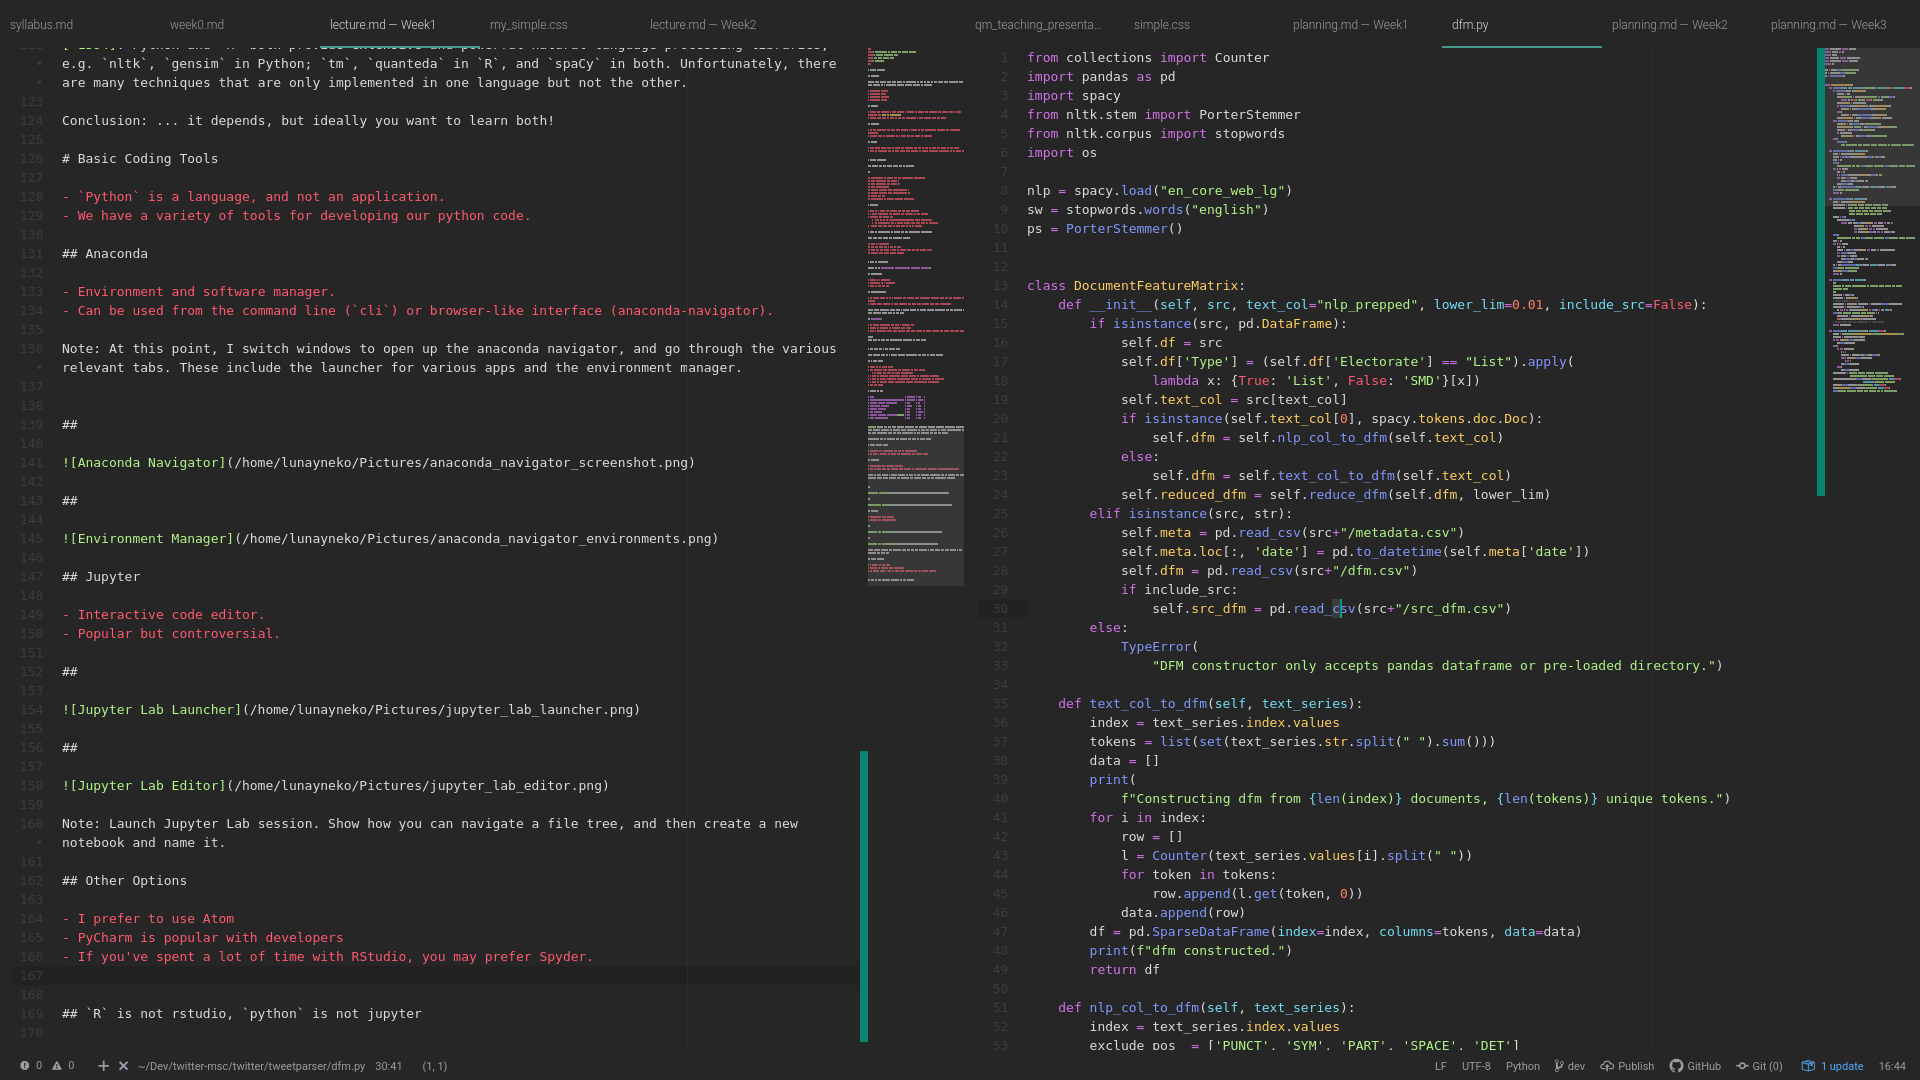 syllabus.md
week0.md
lecture.md — Week1
my_simple.css
lecture.md — Week2
qm_teaching_presenta...
simple.css
planning.md — Week1
dfm.py
planning.md — Week2
planning.md — Week3
e.g. `nltk`, `gensim` in Python; `tm`, `quanteda` in `R`, and `spaCy` in both. Unfortunately, there
are many techniques that are only implemented in one language but not the other.
123
124 Conclusion: ... it depends, but ideally you want to learn both!
125
126 # Basic Coding Tools
127
128 - `Python` is a language, and not an application.
129 - We have a variety of tools for developing our python code.
130
131 ## Anaconda
132
133 - Environment and software manager.
134 - Can be used from the command line (`cli`) or browser-like interface (anaconda-navigator).
135
136 Note: At this point, I switch windows to open up the anaconda navigator, and go through the various
relevant tabs. These include the launcher for various apps and the environment manager.
137
138
139 ##
140
141 ![Anaconda Navigator](/home/lunayneko/Pictures/anaconda_navigator_screenshot.png)
142
143 ##
144
145 ![Environment Manager](/home/lunayneko/Pictures/anaconda_navigator_environments.png)
146
147 ## Jupyter
148
149 - Interactive code editor.
150 - Popular but controversial.
151
152 ##
153
154 ![Jupyter Lab Launcher](/home/lunayneko/Pictures/jupyter_lab_launcher.png)
155
156 ##
157
158 ![Jupyter Lab Editor](/home/lunayneko/Pictures/jupyter_lab_editor.png)
159
160 Note: Launch Jupyter Lab session. Show how you can navigate a file tree, and then create a new
notebook and name it.
161
162 ## Other Options
163
164 - I prefer to use Atom
165 - PyCharm is popular with developers
166 - If you've spent a lot of time with RStudio, you may prefer Spyder.
167
168
169 ## `R` is not rstudio, `python` is not jupyter
170
1 from collections import Counter
2 import pandas as pd
3 import spacy
4 from nltk.stem import PorterStemmer
5 from nltk.corpus import stopwords
6 import os
7
8 nlp = spacy.load("en_core_web_lg")
9 sw = stopwords.words("english")
10 ps = PorterStemmer()
11
12
13 class DocumentFeatureMatrix:
14     def __init__(self, src, text_col="nlp_prepped", lower_lim=0.01, include_src=False):
15         if isinstance(src, pd.DataFrame):
16             self.df = src
17             self.df['Type'] = (self.df['Electorate'] == "List").apply(
18                 lambda x: {True: 'List', False: 'SMD'}[x])
19             self.text_col = src[text_col]
20             if isinstance(self.text_col[0], spacy.tokens.doc.Doc):
21                 self.dfm = self.nlp_col_to_dfm(self.text_col)
22             else:
23                 self.dfm = self.text_col_to_dfm(self.text_col)
24             self.reduced_dfm = self.reduce_dfm(self.dfm, lower_lim)
25         elif isinstance(src, str):
26             self.meta = pd.read_csv(src+"/metadata.csv")
27             self.meta.loc[:, 'date'] = pd.to_datetime(self.meta['date'])
28             self.dfm = pd.read_csv(src+"/dfm.csv")
29             if include_src:
30                 self.src_dfm = pd.read_csv(src+"/src_dfm.csv")
31         else:
32             TypeError(
33                 "DFM constructor only accepts pandas dataframe or pre-loaded directory.")
34
35     def text_col_to_dfm(self, text_series):
36         index = text_series.index.values
37         tokens = list(set(text_series.str.split(" ").sum()))
38         data = []
39         print(
40             f"Constructing dfm from {len(index)} documents, {len(tokens)} unique tokens.")
41         for i in index:
42             row = []
43             l = Counter(text_series.values[i].split(" "))
44             for token in tokens:
45                 row.append(l.get(token, 0))
46             data.append(row)
47         df = pd.SparseDataFrame(index=index, columns=tokens, data=data)
48         print(f"dfm constructed.")
49         return df
50
51     def nlp_col_to_dfm(self, text_series):
52         index = text_series.index.values
53         exclude_pos  = ['PUNCT', 'SYM', 'PART', 'SPACE', 'DET']
0 0 ~/Dev/twitter-msc/twitter/tweetparser/dfm.py 30:41 (1, 1) LF UTF-8 Python dev Publish GitHub Git (0) 1 update 16:44